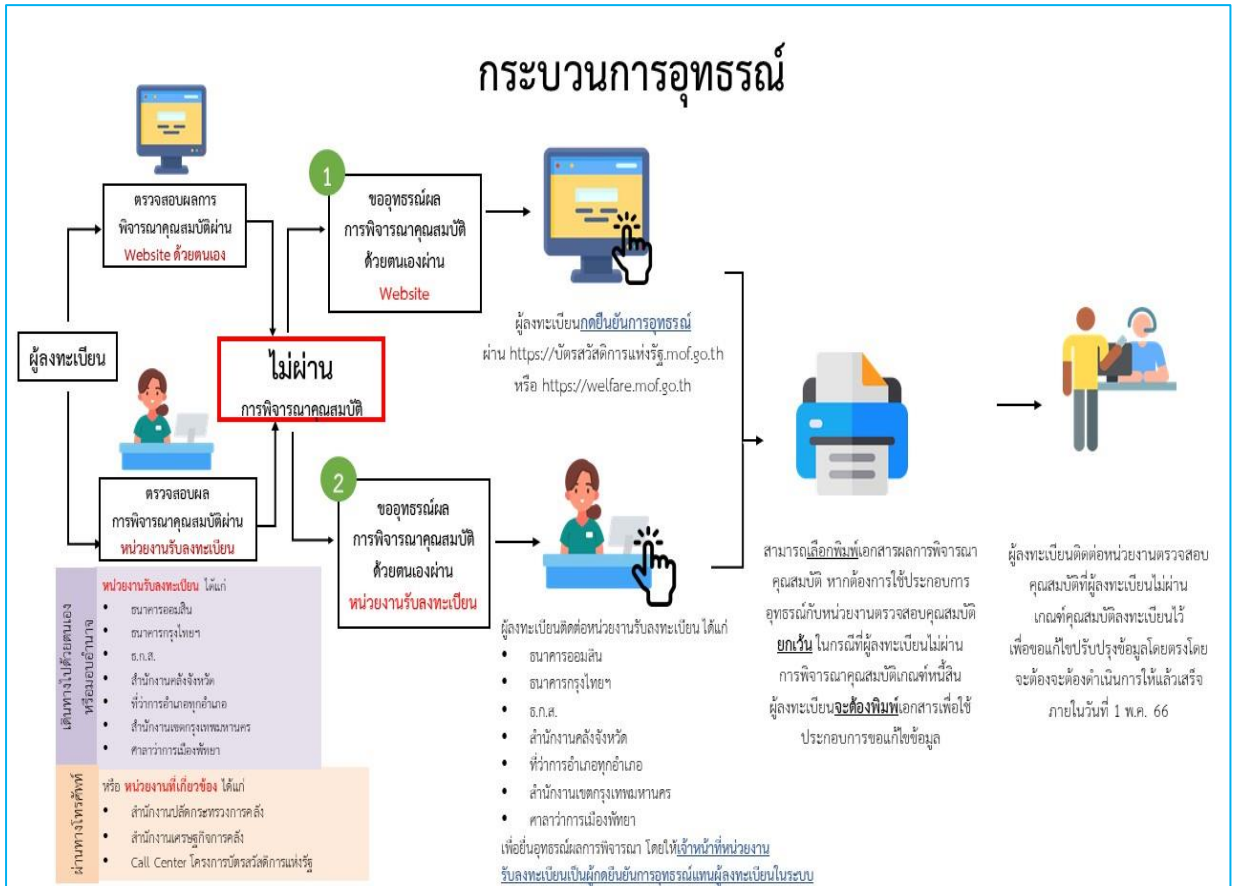 กระบวนการอุทธรณ์
ผู้ลงทะเบียน
ตรวจสอบผลการ
พิจารณาคุณสมบัติผ่าน
Website ด้วยตนเอง
ตรวจสอบผล
การพิจารณาคุณสมบัติผ่าน
หน่วยงานรับลงทะเบียน
เดินทางไปด้วยตนเอง
หรือมอบอำนาจ
หน่วยงานรับลงทะเบียน ได้แก่
• ธนาคารออมสิน
• ธนาคารกรุงไทยฯ
• ธ.ก.ส.
• สำนักงานคลังจังหวัด
• ที่ว่าการอำเภอทุกอำเภอ
• สำนักงานเขตกรุงเทพมหานคร
• ศาลาว่าการเมืองพัทยา
ผ่านทางโทรศัพท์
หรือ หน่วยงานที่เกี่ยวข้อง ได้แก่
• สำนักงานปลัดกระทรวงการคลัง
• สำนักงานเศรษฐกิจการคลัง
• Call Center โครงการบัตรสวัสดิการแห่งรัฐ
ไม่ผ่าน
การพิจารณาคุณสมบัติ
1
ขออุทธรณ์ผล
การพิจารณาคุณสมบัติ
ด้วยตนเองผ่าน
Website
ผู้ลงทะเบียนกดยืนยันการอุทธรณ์
ผ่าน https://บัตรสวัสดิการแห่งรัฐ.mof.go.th
หรือ https://welfare.mof.go.th
2
ขออุทธรณ์ผล
การพิจารณาคุณสมบัติ
ด้วยตนเองผ่าน
หน่วยงานรับลงทะเบียน
ผู้ลงทะเบียนติดต่อหน่วยงานรับลงทะเบียน ได้แก่
• ธนาคารออมสิน
• ธนาคารกรุงไทยฯ
• ธ.ก.ส.
• สำนักงานคลังจังหวัด
• ที่ว่าการอำเภอทุกอำเภอ
• สำนักงานเขตกรุงเทพมหานคร
• ศาลาว่าการเมืองพัทยา
เพื่อยื่นอุทธรณ์ผลการพิจารณา โดยให้เจ้าหน้าที่หน่วยงาน
รับลงทะเบียนเป็นผู้กดยืนยันการอุทธรณ์แทนผู้ลงทะเบียนในระบบ
สามารถเลือกพิมพ์เอกสารผลการพิจารณา
คุณสมบัติ หากต้องการใช้ประกอบการ
อุทธรณ์กับหน่วยงานตรวจสอบคุณสมบัติ
ยกเว้น ในกรณีที่ผู้ลงทะเบียนไม่ผ่าน
การพิจารณาคุณสมบัติเกณฑ์หนี้สิน
ผู้ลงทะเบียนจะต้องพิมพ์เอกสารเพื่อใช้
ประกอบการขอแก้ไขข้อมูล
ผู้ลงทะเบียนติดต่อหน่วยงานตรวจสอบ
คุณสมบัติที่ผู้ลงทะเบียนไม่ผ่าน
เกณฑ์คุณสมบัติลงทะเบียนไว้
เพื่อขอแก้ไขปรับปรุงข้อมูลโดยตรงโดย
จะต้องจะต้องดำเนินการให้แล้วเสร็จ
ภายในวันที่ 1 พ.ค. 66